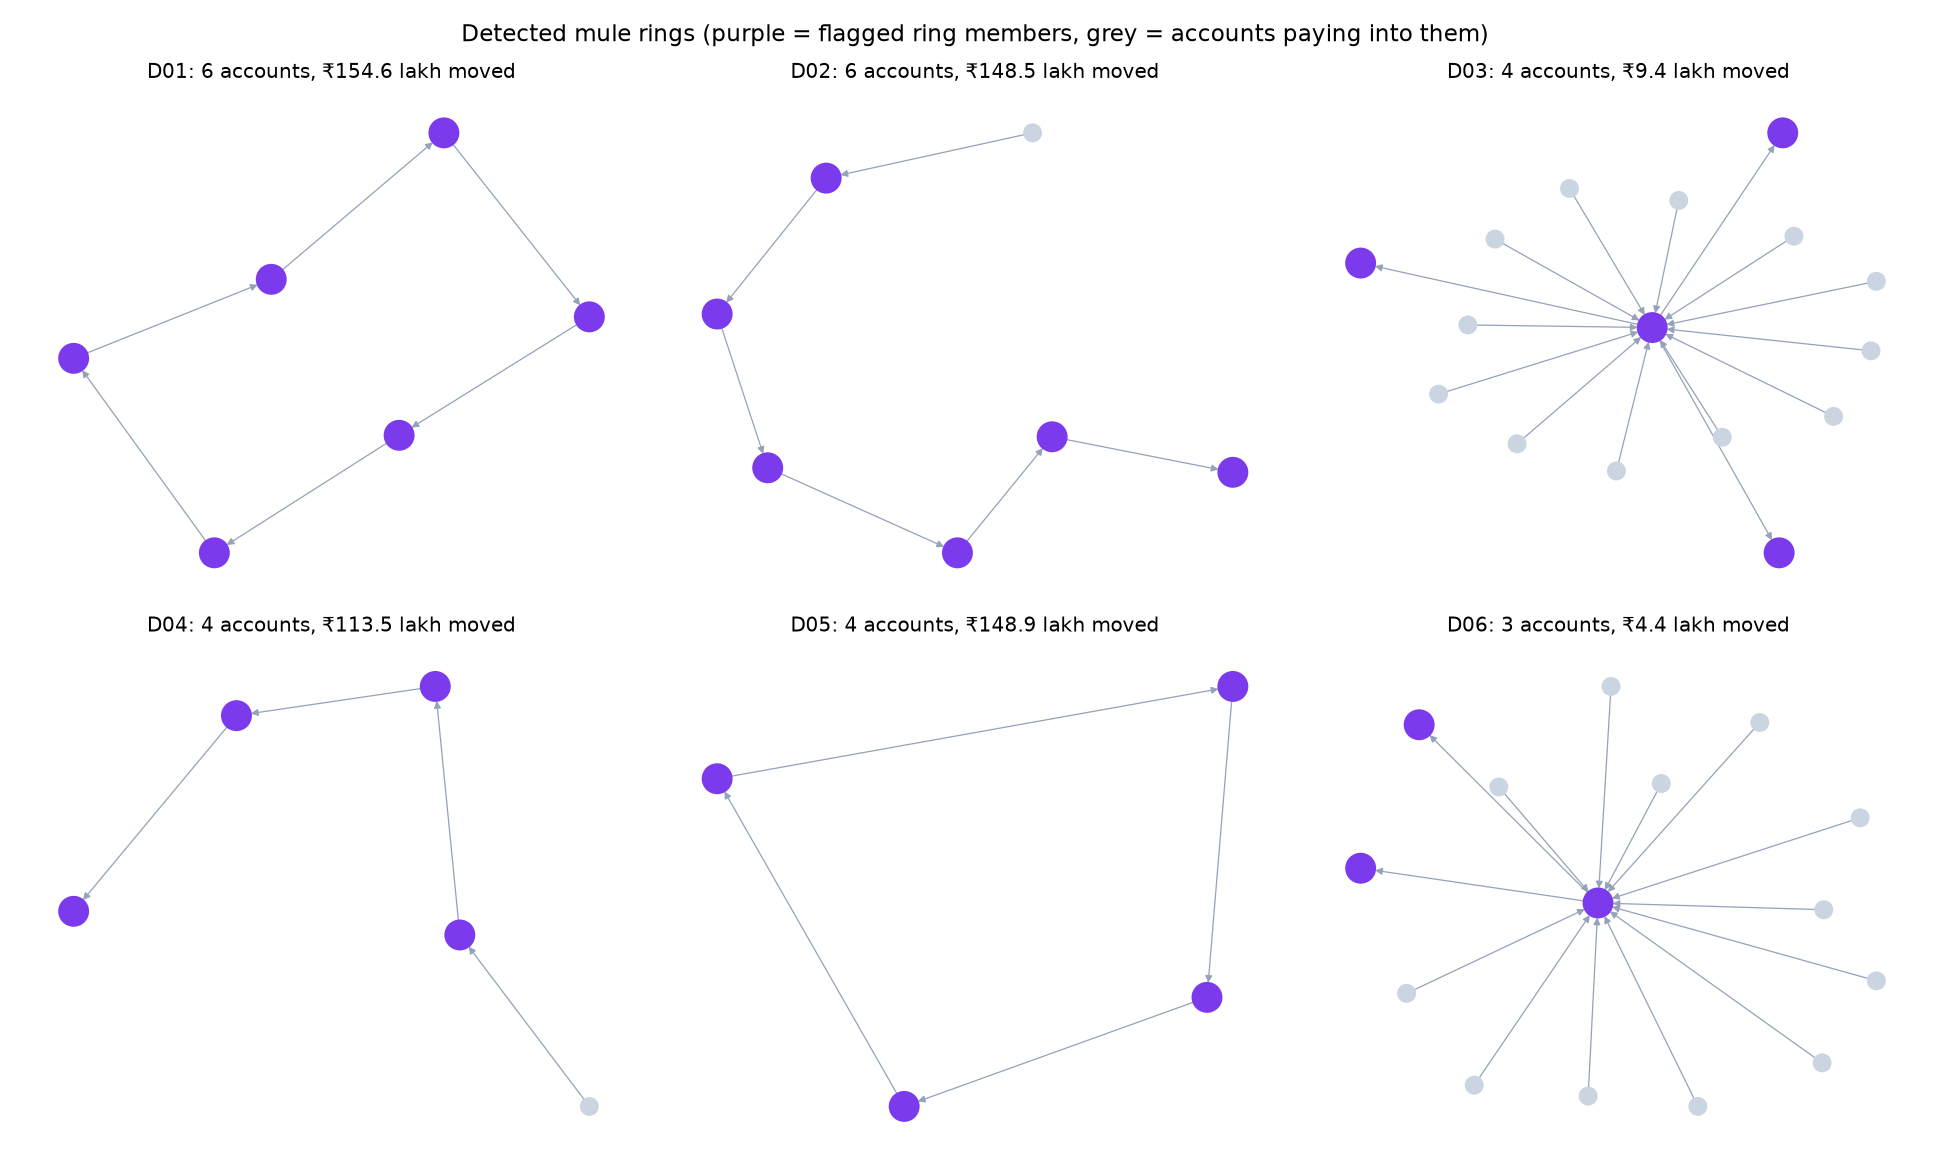 Detected mule rings (purple = flagged ring members, grey = accounts paying into them)
D01: 6 accounts, ₹154.6 lakh moved
D02: 6 accounts, ₹148.5 lakh moved
D03: 4 accounts, ₹9.4 lakh moved
D04: 4 accounts, ₹113.5 lakh moved
D05: 4 accounts, ₹148.9 lakh moved
D06: 3 accounts, ₹4.4 lakh moved